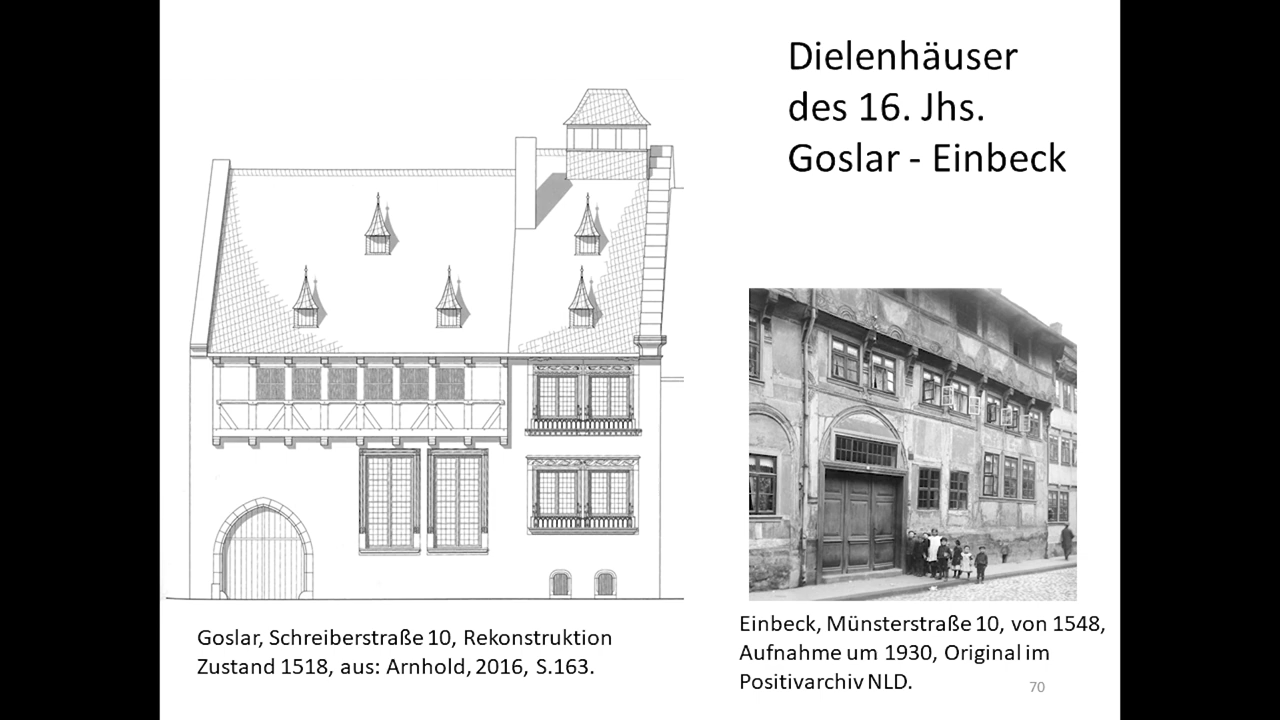 Dielenhäuser
des 16. Jhs.
Goslar - Einbeck
Goslar, Schreiberstraße 10, Rekonstruktion
Zustand 1518, aus: Arnhold, 2016, S.163.
Einbeck, Münsterstraße 10, von 1548,
Aufnahme um 1930, Original im
Positivarchiv NLD.
70